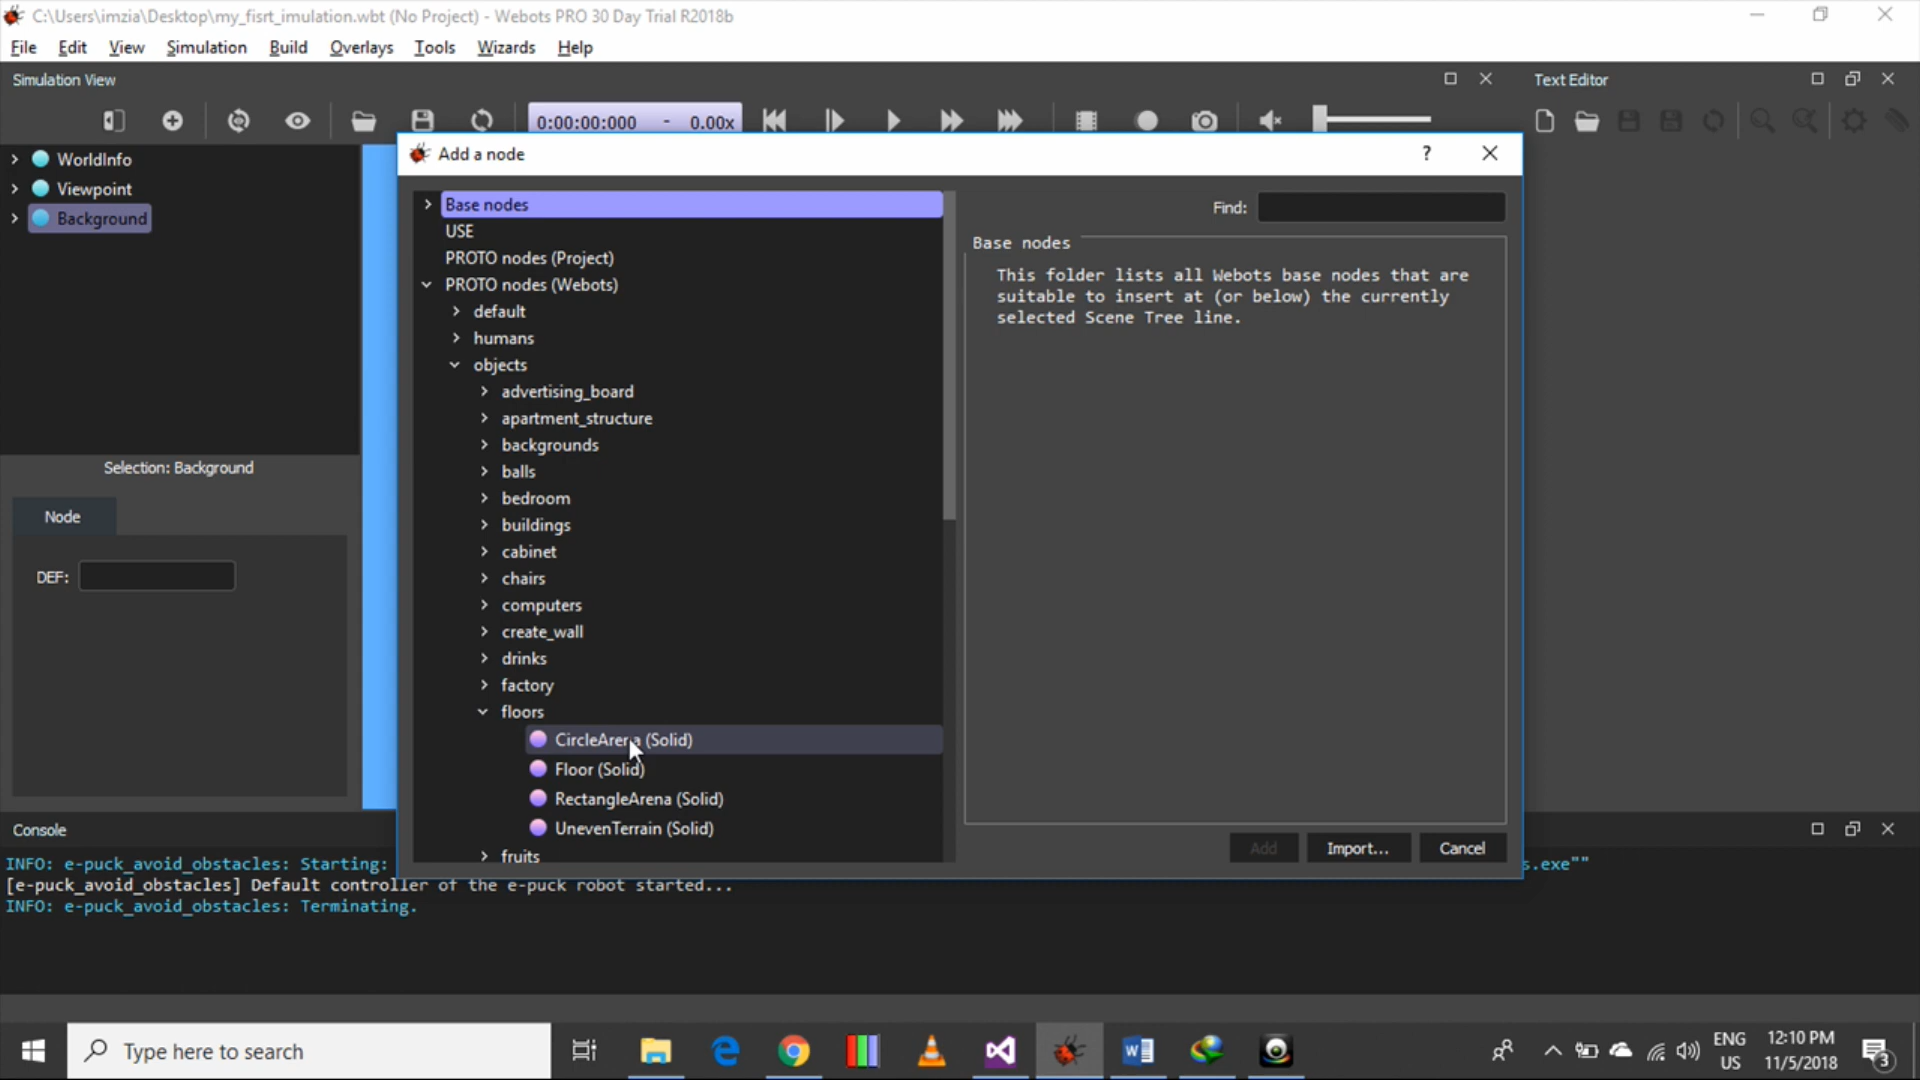 C:\Users\imzia\Desktop\my_fisrt_imulation.wbt (No Project) - Webots PRO 30 Day Trial R2018b
File Edit View Simulation Build Overlays Tools Wizards Help
Simulation View
Text Editor
0:00:00:000 - 0.00x
WorldInfo
Viewpoint
Background
Selection: Background
Node
DEF:
Add a node
?
Base nodes
USE
PROTO nodes (Project)
PROTO nodes (Webots)
default
humans
objects
advertising_board
apartment_structure
backgrounds
balls
bedroom
buildings
cabinet
chairs
computers
create_wall
drinks
factory
floors
CircleArena (Solid)
Floor (Solid)
RectangleArena (Solid)
UnevenTerrain (Solid)
fruits
Find:
Base nodes
This folder lists all Webots base nodes that are
suitable to insert at (or below) the currently
selected Scene Tree line.
Add Import... Cancel
Console
INFO: e-puck_avoid_obstacles: Starting: s.exe""
[e-puck_avoid_obstacles] Default controller of the e-puck robot started...
INFO: e-puck_avoid_obstacles: Terminating.
Type here to search
ENG
US
12:10 PM
11/5/2018
3